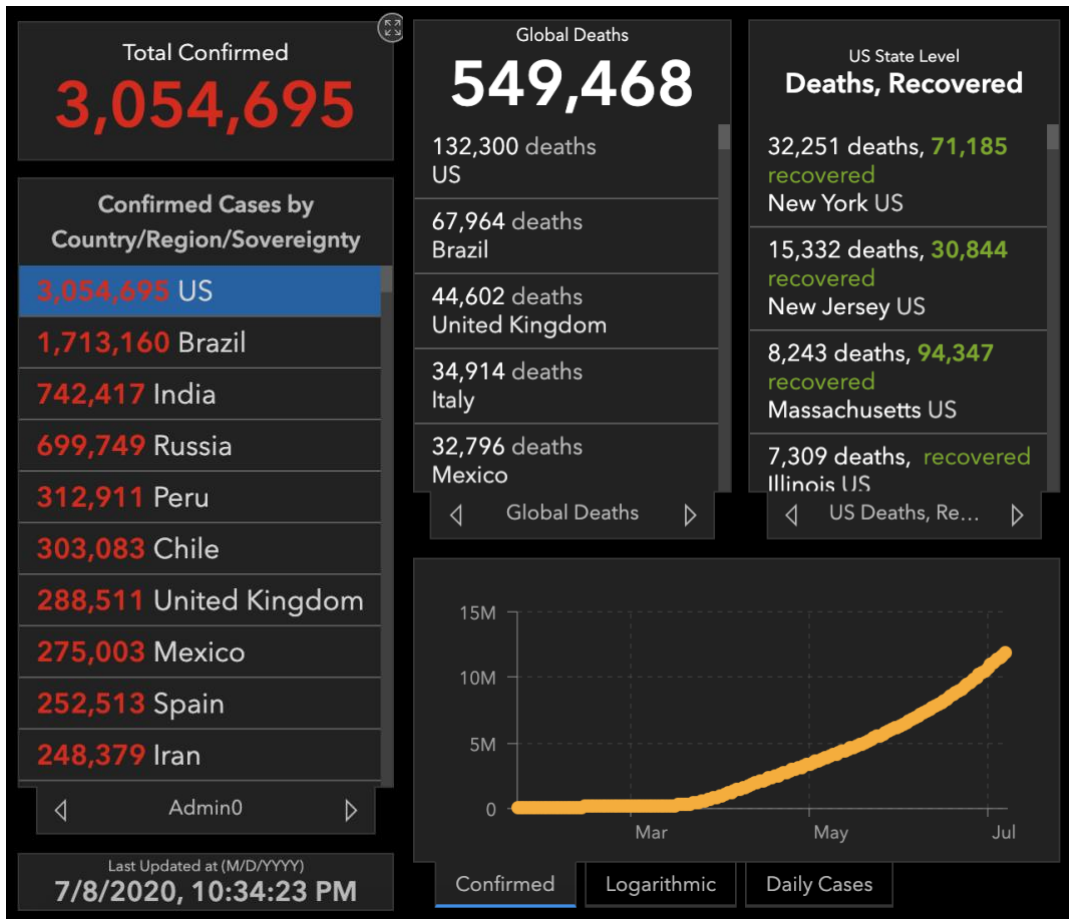 Total Confirmed
3,054,695
Confirmed Cases by
Country/Region/Sovereignty
3,054,695 US
1,713,160 Brazil
742,417 India
699,749 Russia
312,911 Peru
303,083 Chile
288,511 United Kingdom
275,003 Mexico
252,513 Spain
248,379 Iran
Admin0
Last Updated at (M/D/YYYY)
7/8/2020, 10:34:23 PM
Global Deaths
549,468
132,300 deaths
US
67,964 deaths
Brazil
44,602 deaths
United Kingdom
34,914 deaths
Italy
32,796 deaths
Mexico
Global Deaths
US State Level
Deaths, Recovered
32,251 deaths, 71,185
recovered
New York US
15,332 deaths, 30,844
recovered
New Jersey US
8,243 deaths, 94,347
recovered
Massachusetts US
7,309 deaths, recovered
Illinois US
US Deaths, Re...
15M
10M
5M
0
Mar May Jul
Confirmed Logarithmic Daily Cases